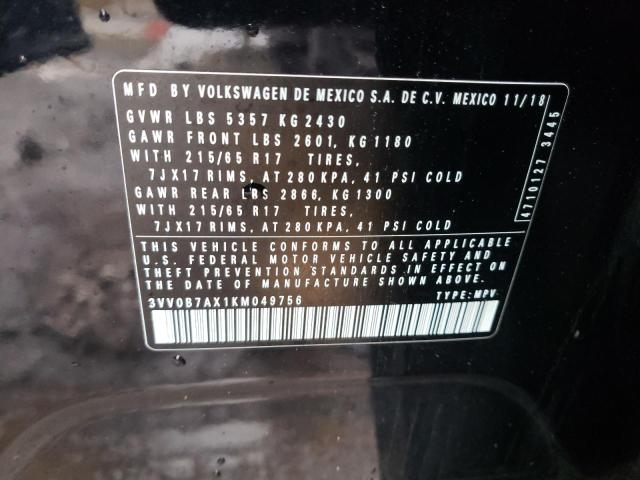 MFD BY VOLKSWAGEN DE MEXICO S.A. DE C.V. MEXICO 11/18
GVWR LBS 5357 KG 2430
GAWR FRONT LBS 2601, KG 1180
WITH 215/65 R17 TIRES,
7JX17 RIMS, AT 280 KPA, 41 PSI COLD
GAWR REAR LBS 2866, KG 1300
WITH 215/65 R17 TIRES,
7JX17 RIMS, AT 280 KPA, 41 PSI COLD
4710127 3445
THIS VEHICLE CONFORMS TO ALL APPLICABLE
U.S. FEDERAL MOTOR VEHICLE SAFETY AND
THEFT PREVENTION STANDARDS IN EFFECT ON
THE DATE OF MANUFACTURE SHOWN ABOVE.
3VV0B7AX1KM049756 TYPE:MPV